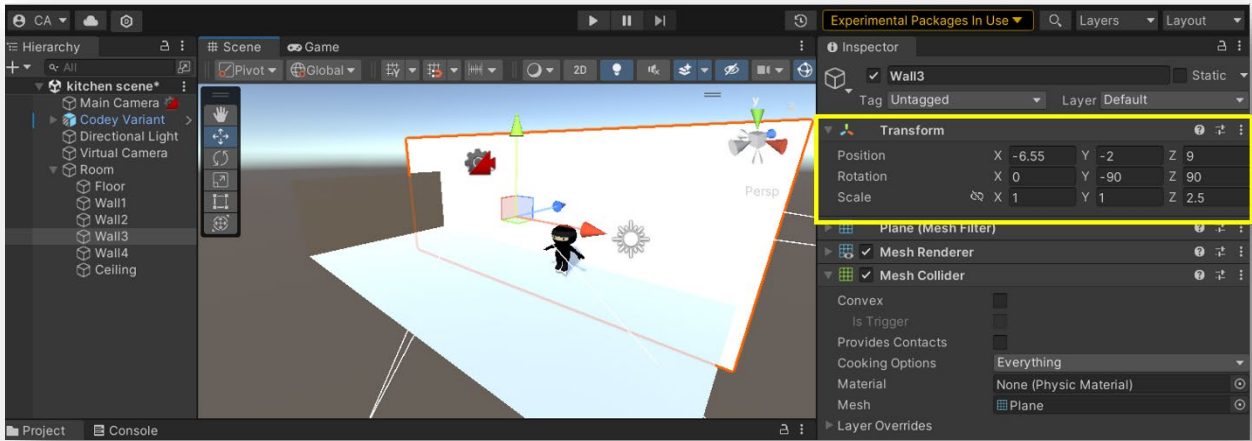 CA
Experimental Packages In Use
Layers
Layout
Hierarchy
All
kitchen scene*
Main Camera
Codey Variant
Directional Light
Virtual Camera
Room
Floor
Wall1
Wall2
Wall3
Wall4
Ceiling
Scene
Game
Pivot
Global
2D
y
Persp
Inspector
Wall3
Static
Tag Untagged
Layer Default
Transform
Position X -6.55 Y -2 Z 9
Rotation X 0 Y -90 Z 90
Scale X 1 Y 1 Z 2.5
Plane (Mesh Filter)
Mesh Renderer
Mesh Collider
Convex
Is Trigger
Provides Contacts
Cooking Options Everything
Material None (Physic Material)
Mesh Plane
Layer Overrides
Project
Console